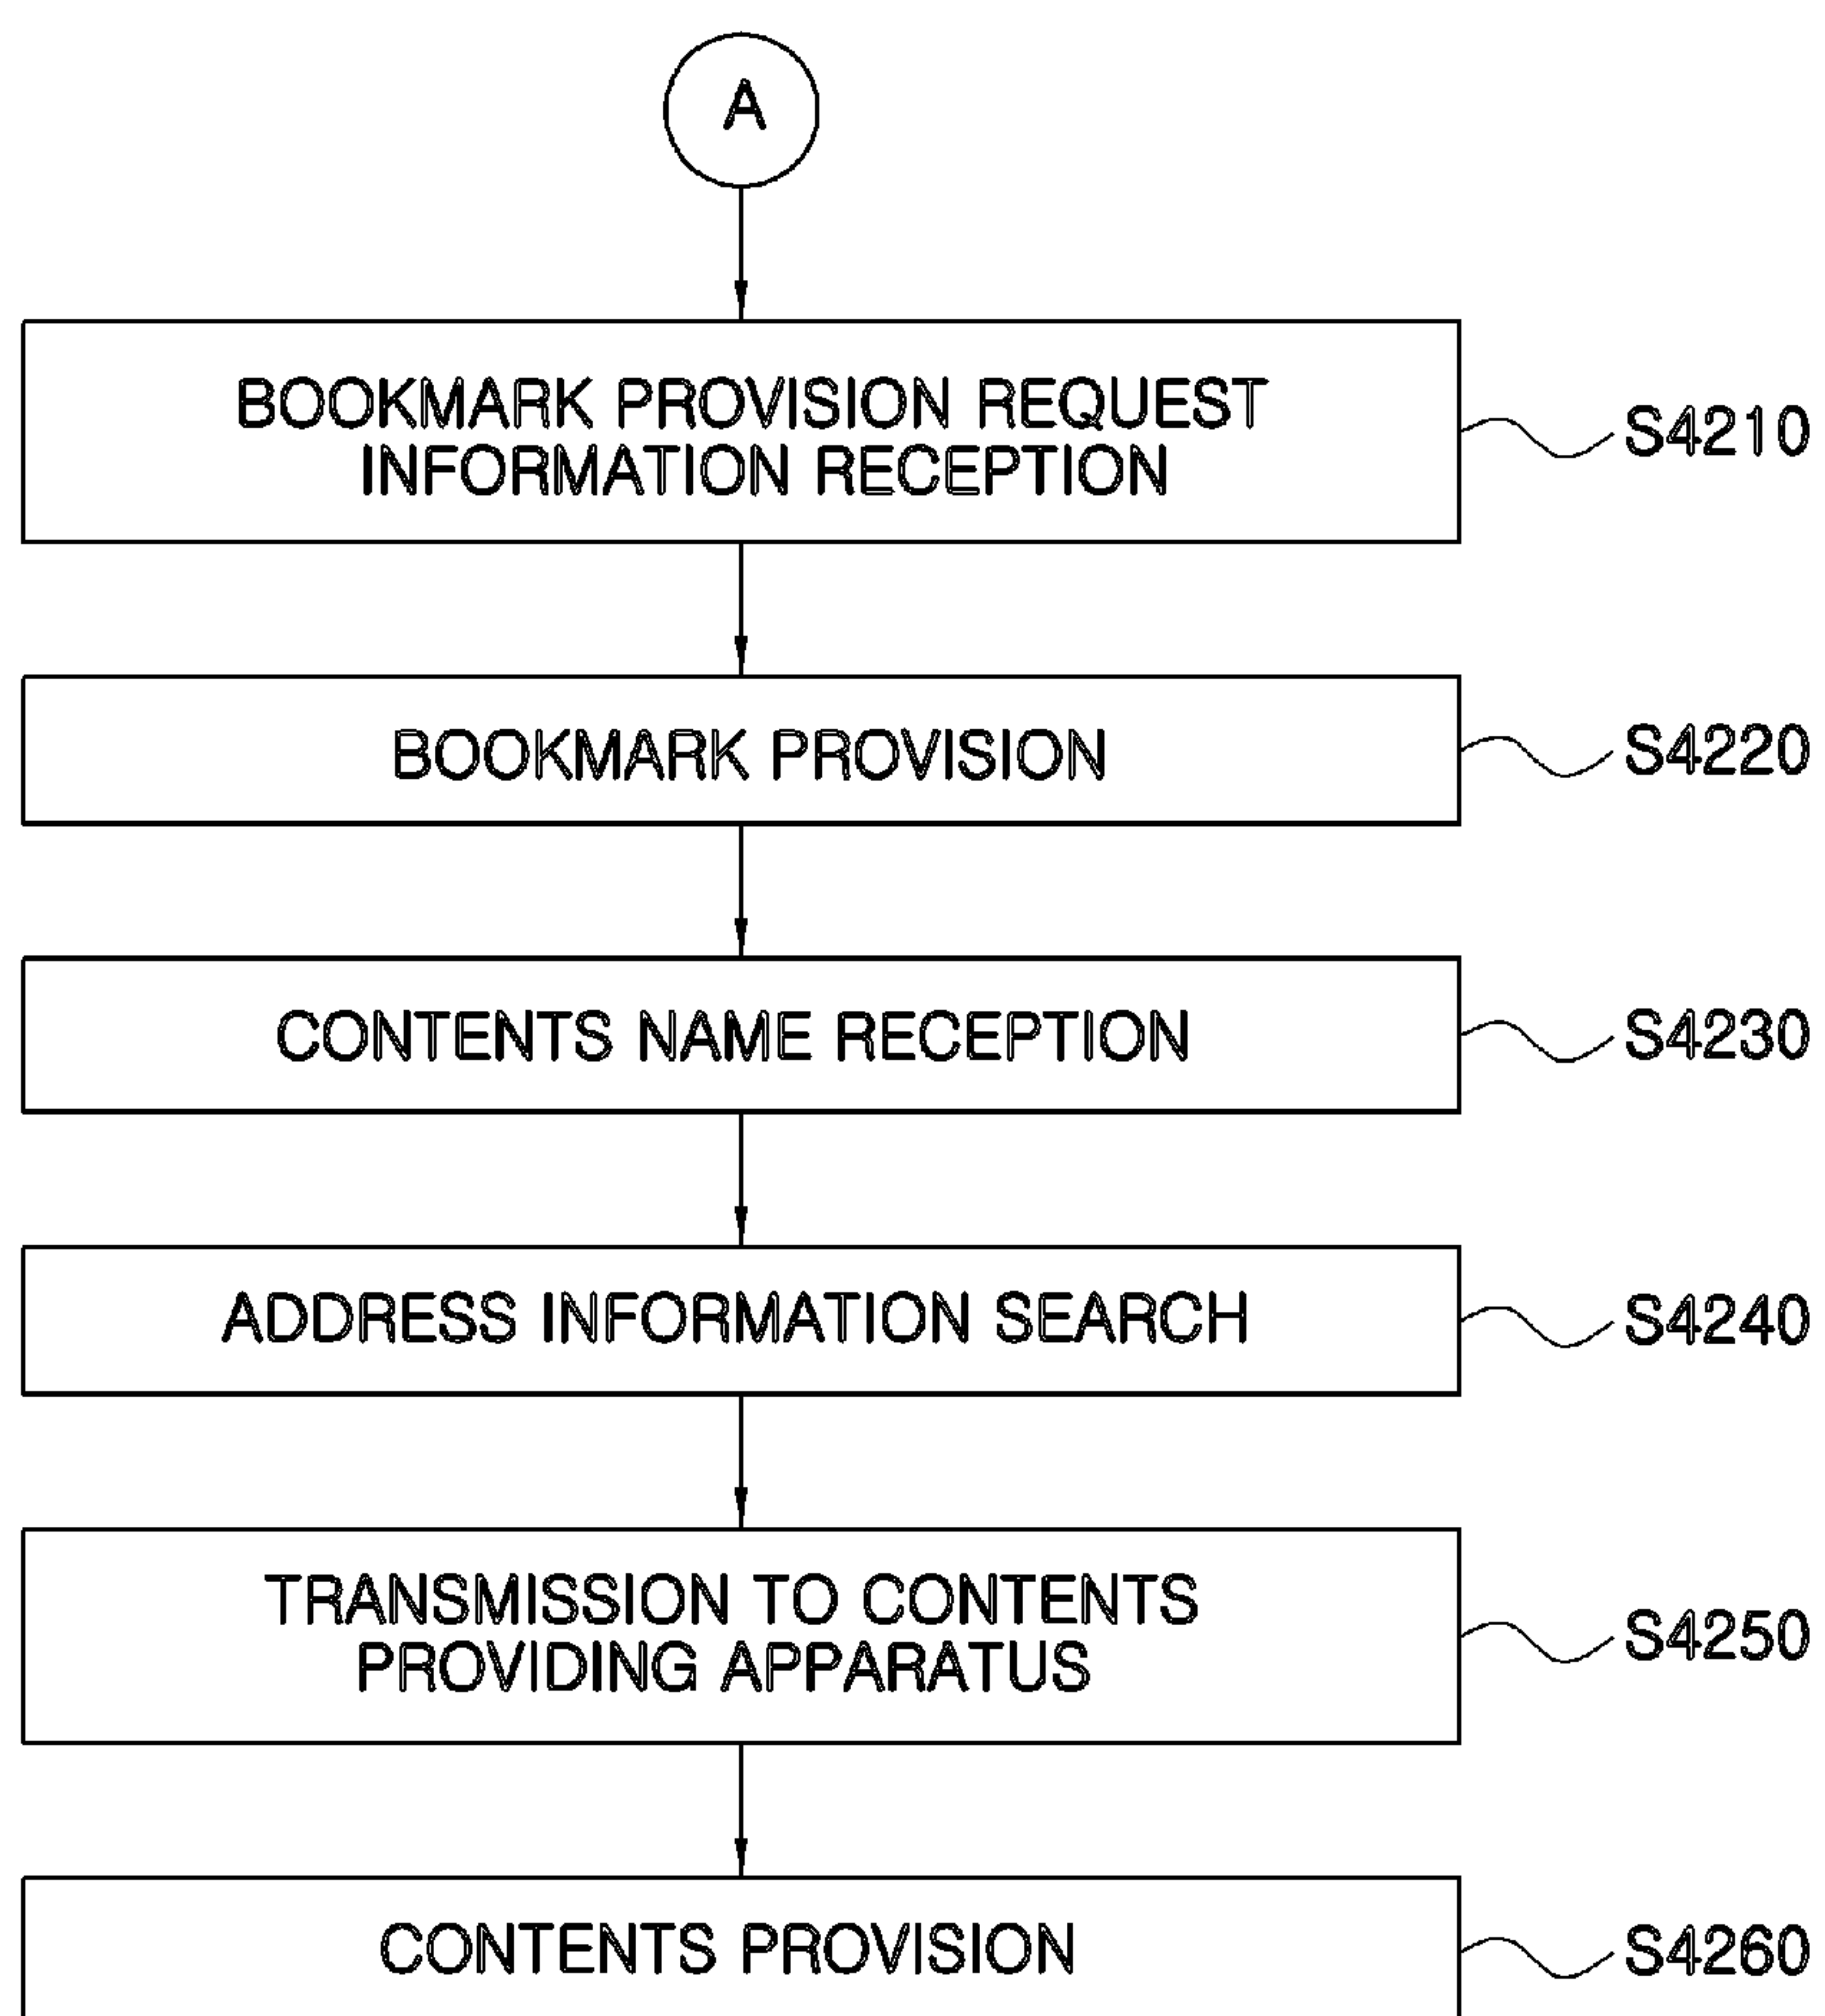 A
BOOKMARK PROVISION REQUEST
INFORMATION RECEPTION
S4210
BOOKMARK PROVISION
S4220
CONTENTS NAME RECEPTION
S4230
ADDRESS INFORMATION SEARCH
S4240
TRANSMISSION TO CONTENTS
PROVIDING APPARATUS
S4250
CONTENTS PROVISION
S4260